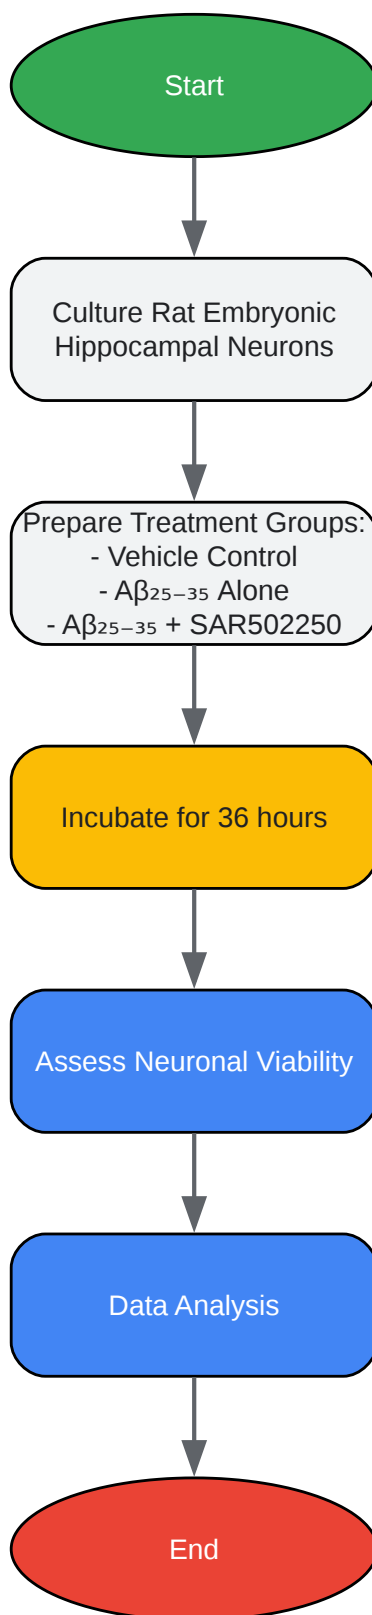 Start
Culture Rat Embryonic
Hippocampal Neurons
Prepare Treatment Groups:
- Vehicle Control
- Aβ₂₅₋₃₅ Alone
- Aβ₂₅₋₃₅ + SAR502250
Incubate for 36 hours
Assess Neuronal Viability
Data Analysis
End